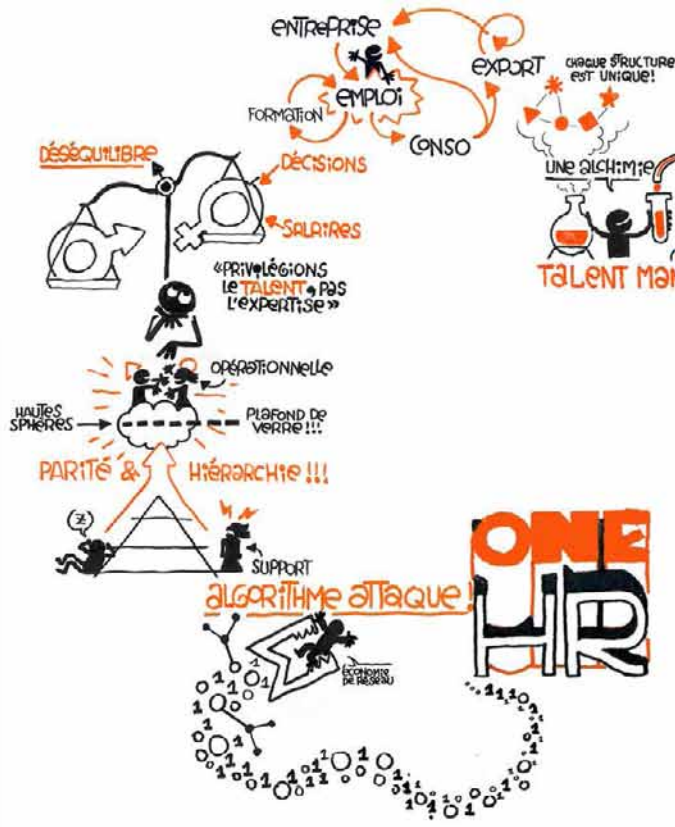 ENTREPRISE
EXPORT
EMPLOI
FORMATION
CONSO
CHAQUE STRUCTURE
EST UNIQUE!
UNE ALCHIMIE
TALENT
DÉSÉQUILIBRE
DÉCISIONS
SALAIRES
«PRIVILÉGIONS
LE TALENT, PAS
L'EXPERTISE»
OPÉRATIONNELLE
HAUTES
SPHÈRES
PLAFOND DE
VERRE!!!
PARITÉ & HIÉRARCHIE!!!
Z
SUPPORT
ALGORITHME ATTAQUE!
ÉCONOMIE
DE RÉSEAU
ONE
HR